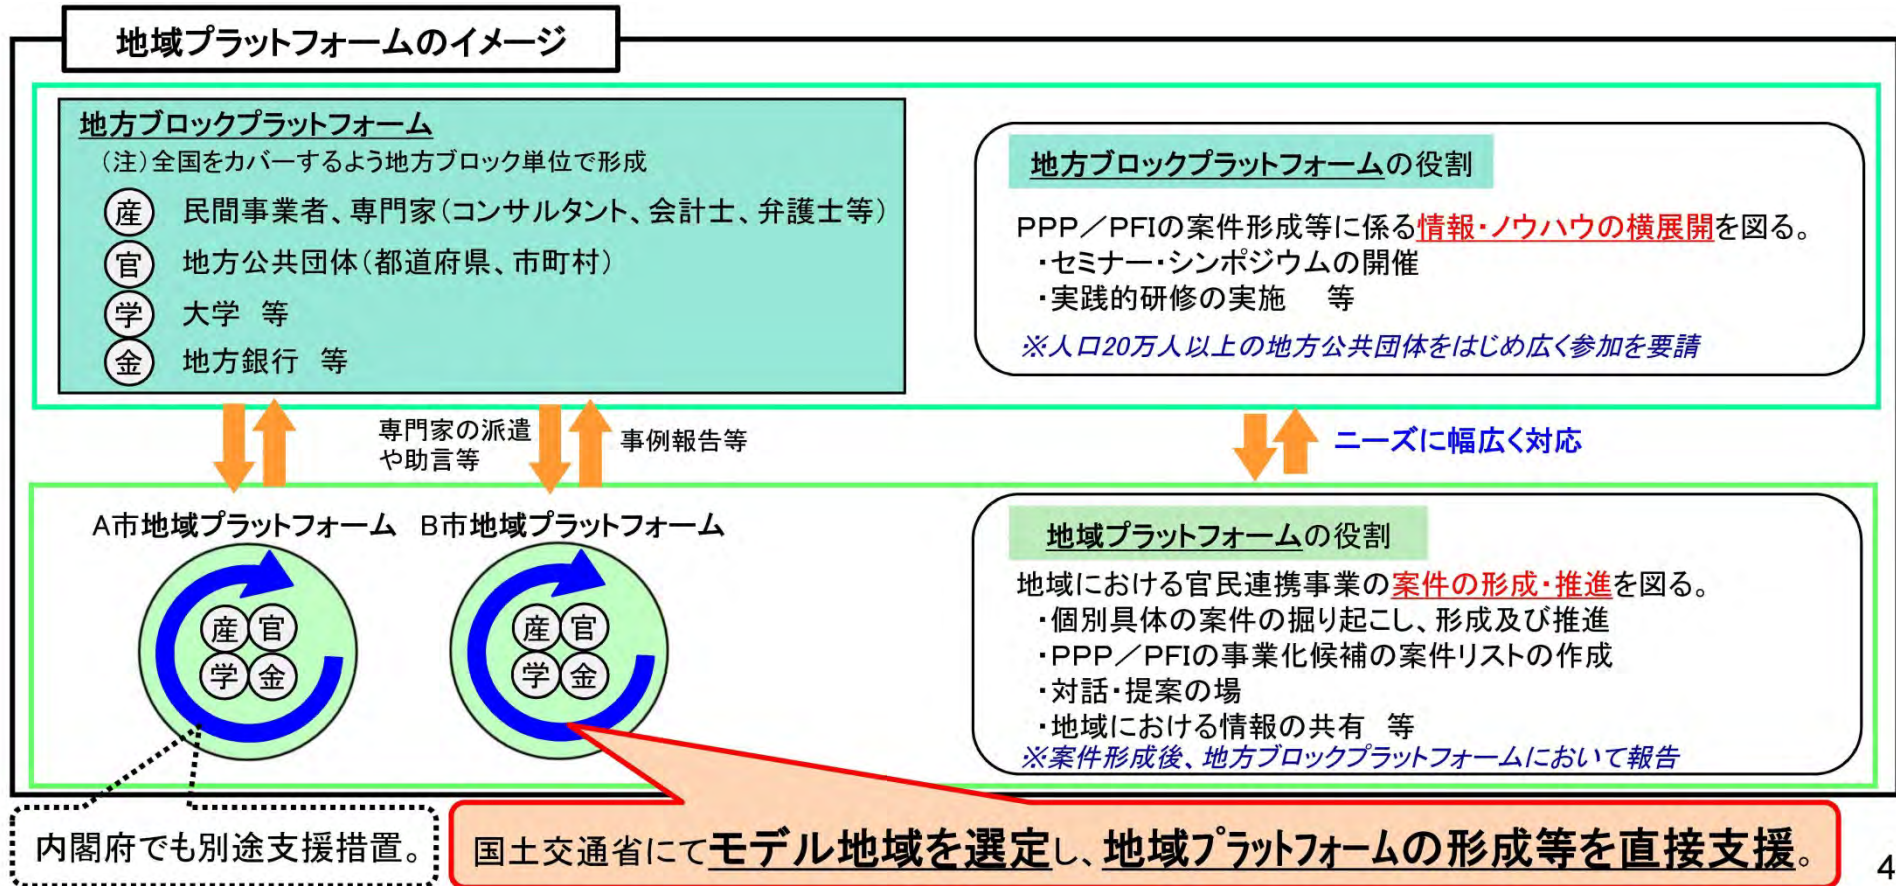 地域プラットフォームのイメージ
地方ブロックプラットフォーム
(注)全国をカバーするよう地方ブロック単位で形成
産 民間事業者、専門家(コンサルタント、会計士、弁護士等)
官 地方公共団体(都道府県、市町村)
学 大学 等
金 地方銀行 等
地方ブロックプラットフォームの役割
PPP/PFIの案件形成等に係る情報・ノウハウの横展開を図る。
・セミナー・シンポジウムの開催
・実践的研修の実施 等
※人口20万人以上の地方公共団体をはじめ広く参加を要請
専門家の派遣
や助言等
事例報告等
ニーズに幅広く対応
A市地域プラットフォーム
産 官
学 金
B市地域プラットフォーム
産 官
学 金
地域プラットフォームの役割
地域における官民連携事業の案件の形成・推進を図る。
・個別具体の案件の掘り起こし、形成及び推進
・PPP/PFIの事業化候補の案件リストの作成
・対話・提案の場
・地域における情報の共有 等
※案件形成後、地方ブロックプラットフォームにおいて報告
内閣府でも別途支援措置。
国土交通省にてモデル地域を選定し、地域プラットフォームの形成等を直接支援。
4